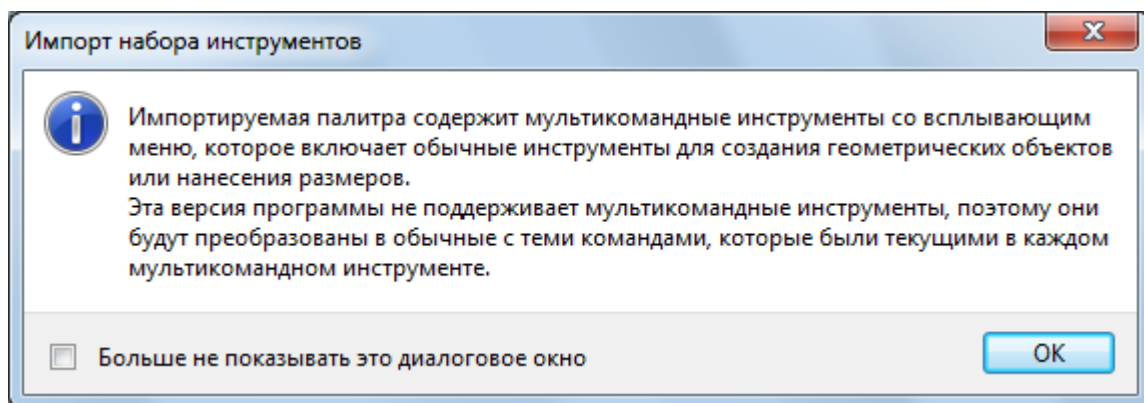 Импорт набора инструментов
Импортируемая палитра содержит мультикомандные инструменты со всплывающим
меню, которое включает обычные инструменты для создания геометрических объектов
или нанесения размеров.
Эта версия программы не поддерживает мультикомандные инструменты, поэтому они
будут преобразованы в обычные с теми командами, которые были текущими в каждом
мультикомандном инструменте.
Больше не показывать это диалоговое окно
ОК